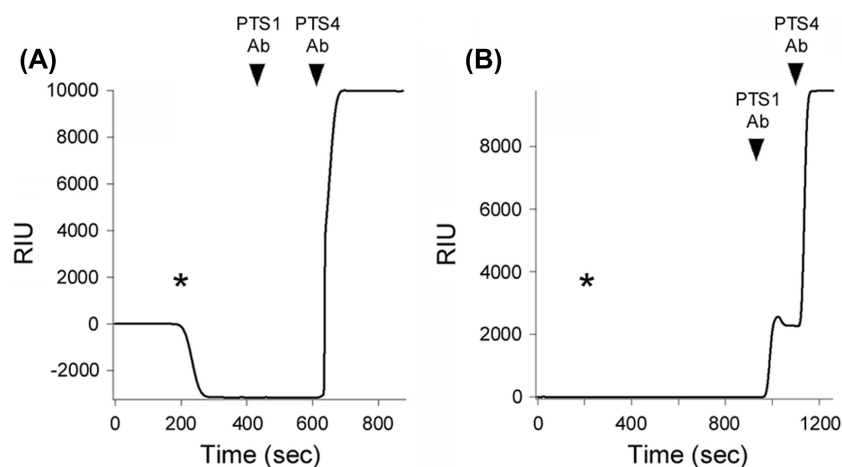 PTS1 PTS4
Ab Ab
(A)
10000
8000
6000
4000
2000
0
-2000
RIU
*
0 200 400 600 800
Time (sec)
PTS4
Ab
(B)
PTS1
Ab
8000
6000
4000
2000
0
RIU
*
0 400 800 1200
Time (sec)